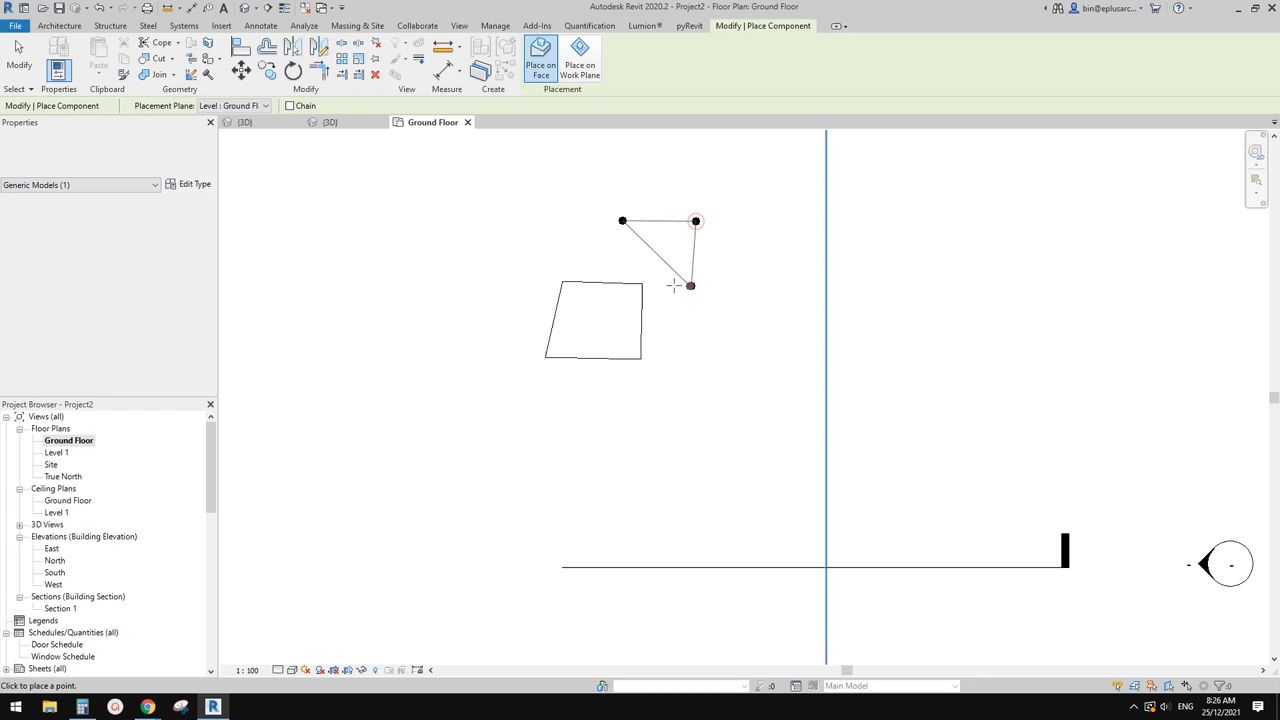 Autodesk Revit 2020.2 - Project2 - Floor Plan: Ground Floor
bin@eplusarc...
File Architecture Structure Steel Systems Insert Annotate Analyze Massing & Site Collaborate View Manage Add-Ins Quantification Lumion® pyRevit Modify | Place Component
Modify Paste Cope Cut Join Place on Face Place on Work Plane
Select Properties Clipboard Geometry Modify View Measure Create Placement
Modify | Place Component Placement Plane: Level : Ground Fl Chain
Properties
{3D} {3D} Ground Floor
Generic Models (1) Edit Type
Project Browser - Project2
Views (all)
Floor Plans
Ground Floor
Level 1
Site
True North
Ceiling Plans
Ground Floor
Level 1
3D Views
Elevations (Building Elevation)
East
North
South
West
Sections (Building Section)
Section 1
Legends
Schedules/Quantities (all)
Door Schedule
Window Schedule
Sheets (all)
1 : 100
Click to place a point.
:0 Main Model :0
ENG
8:26 AM
25/12/2021